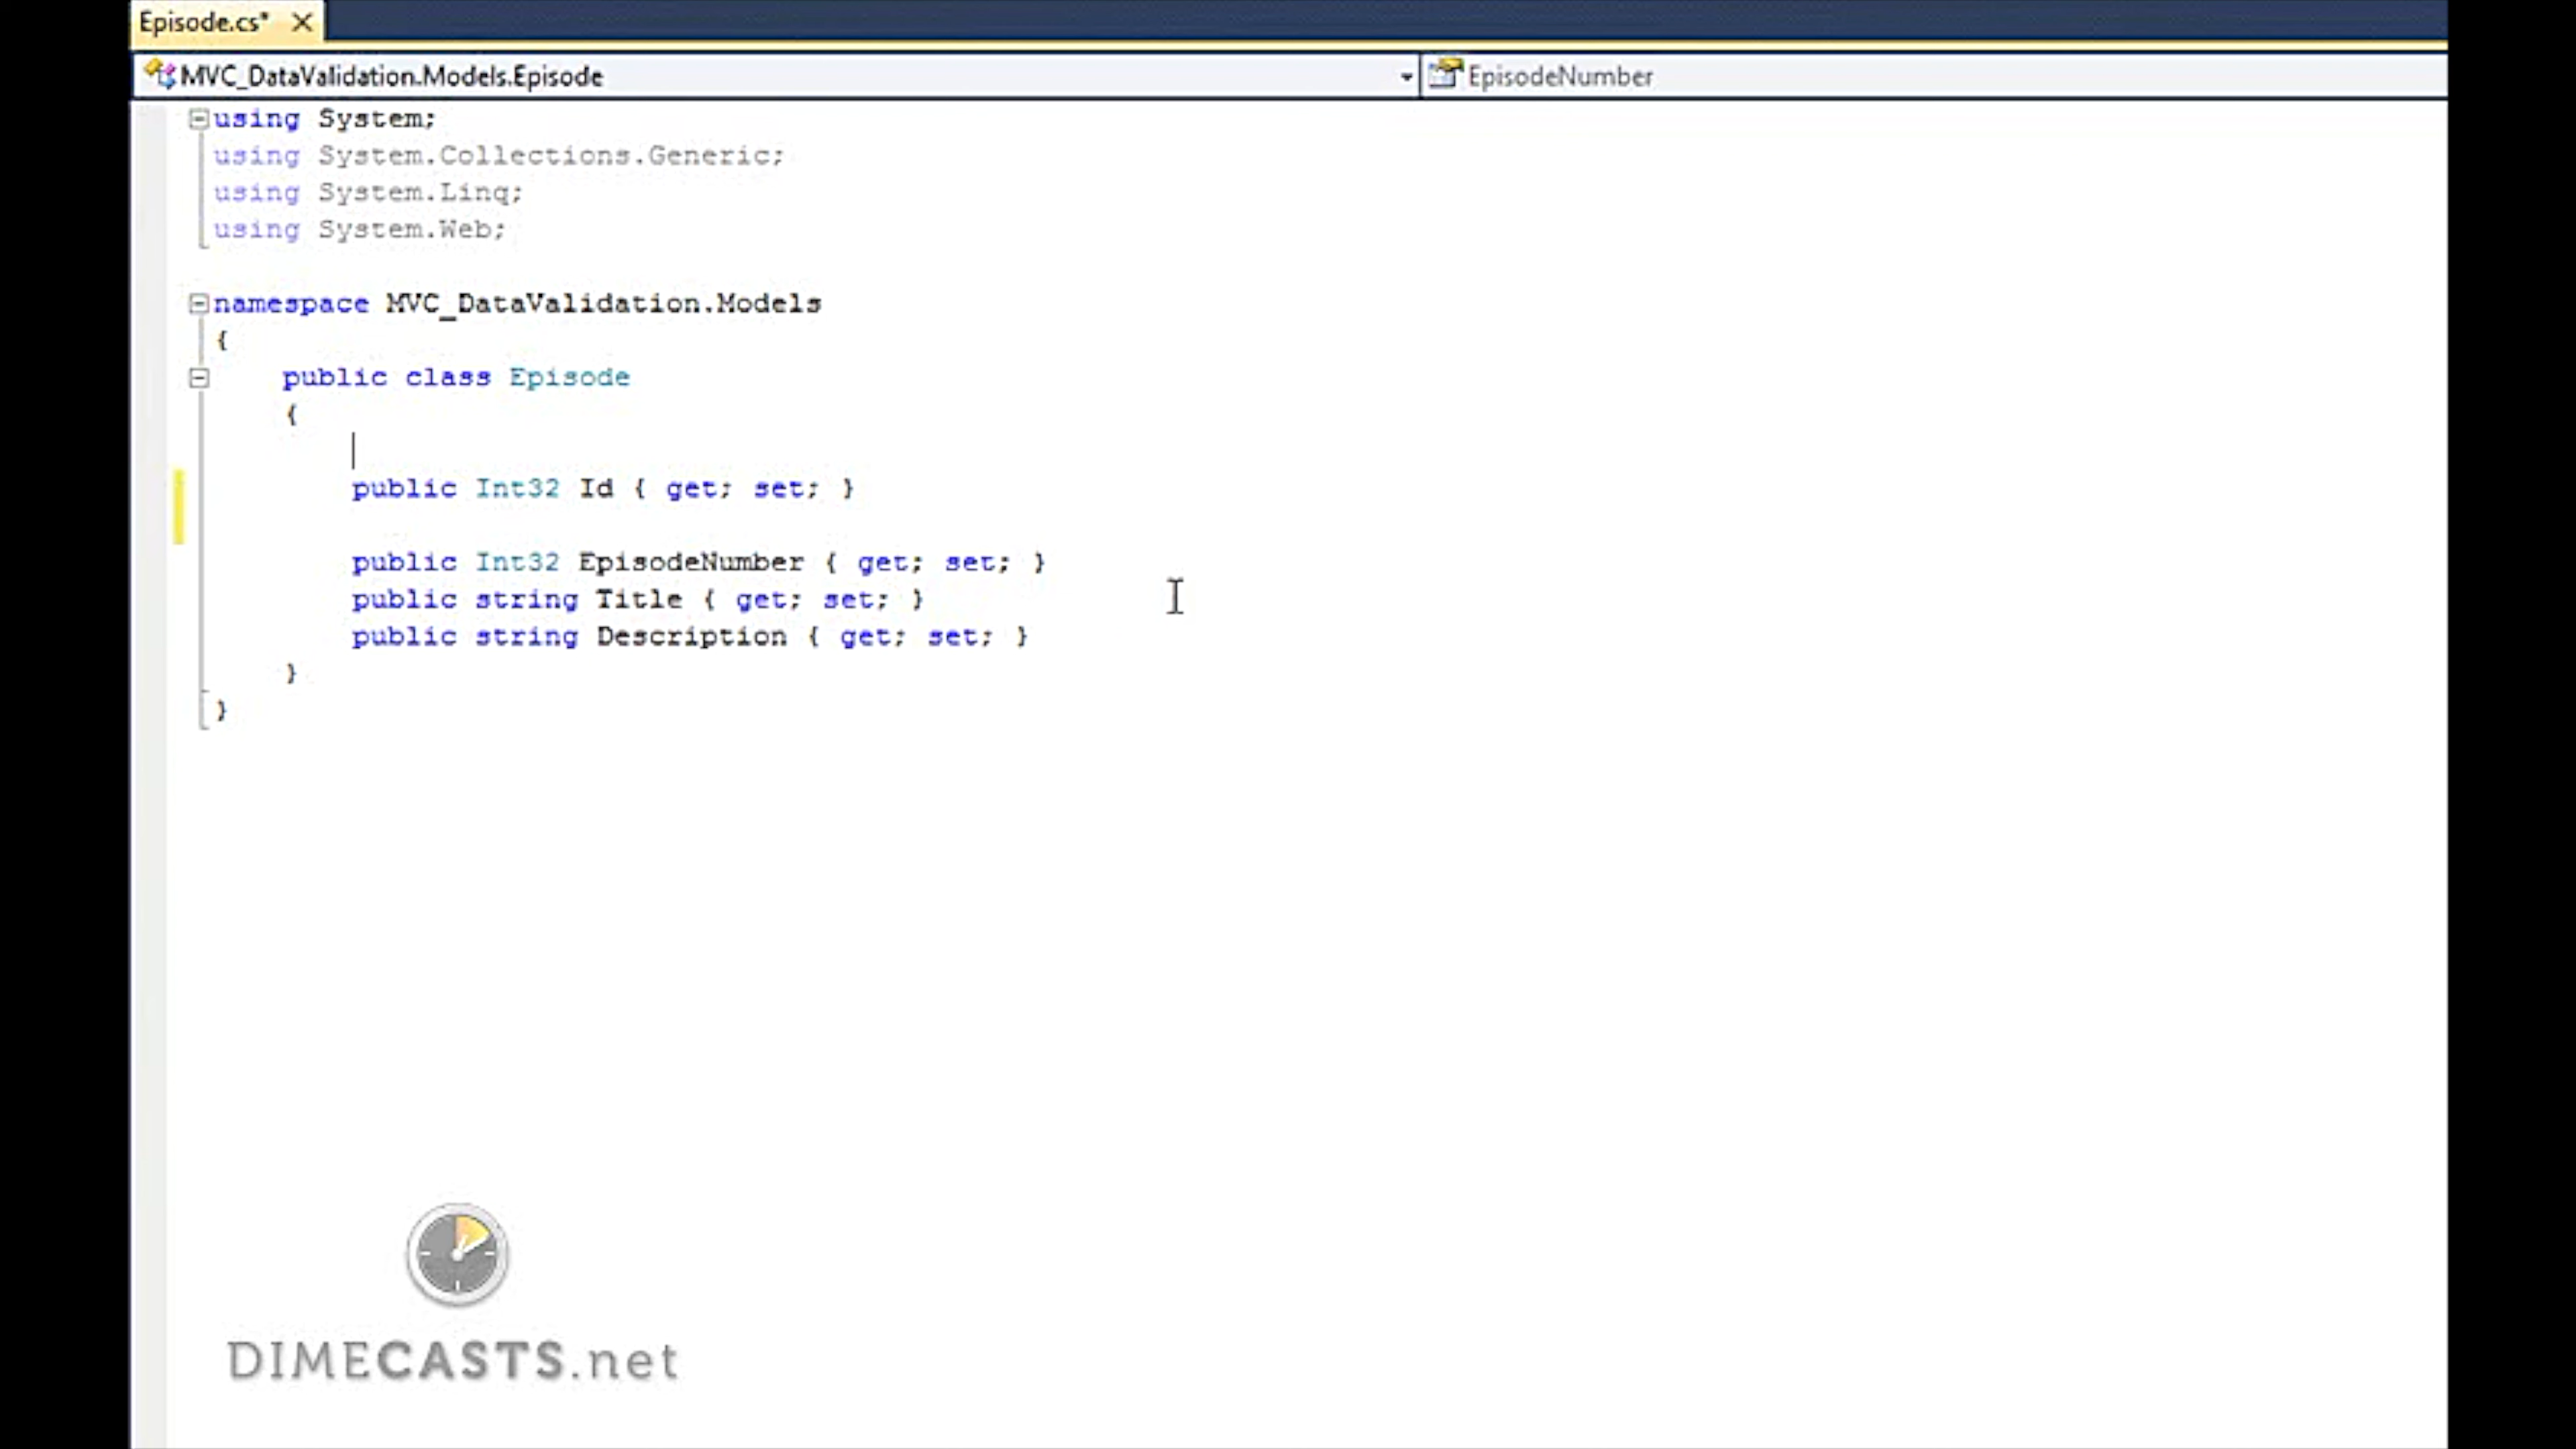 Episode.cs*
MVC_DataValidation.Models.Episode
EpisodeNumber
using System;
using System.Collections.Generic;
using System.Linq;
using System.Web;
namespace MVC_DataValidation.Models
{
public class Episode
{
public Int32 Id { get; set; }
public Int32 EpisodeNumber { get; set; }
public string Title { get; set; }
public string Description { get; set; }
}
}
DIMECASTS.net